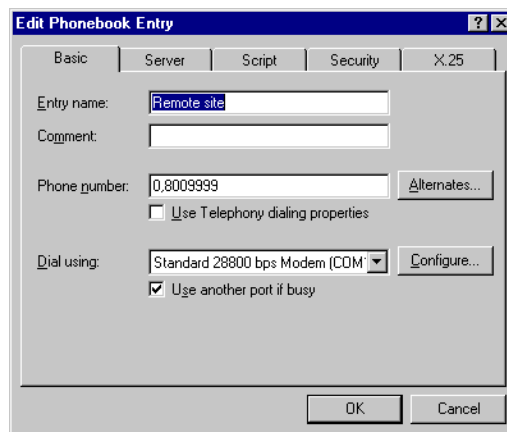 Edit Phonebook Entry
Basic Server Script Security X.25
Entry name: Remote site
Comment:
Phone number: 0,8009999 Alternates...
Use Telephony dialing properties
Dial using: Standard 28800 bps Modem (COM Configure...
Use another port if busy
OK Cancel